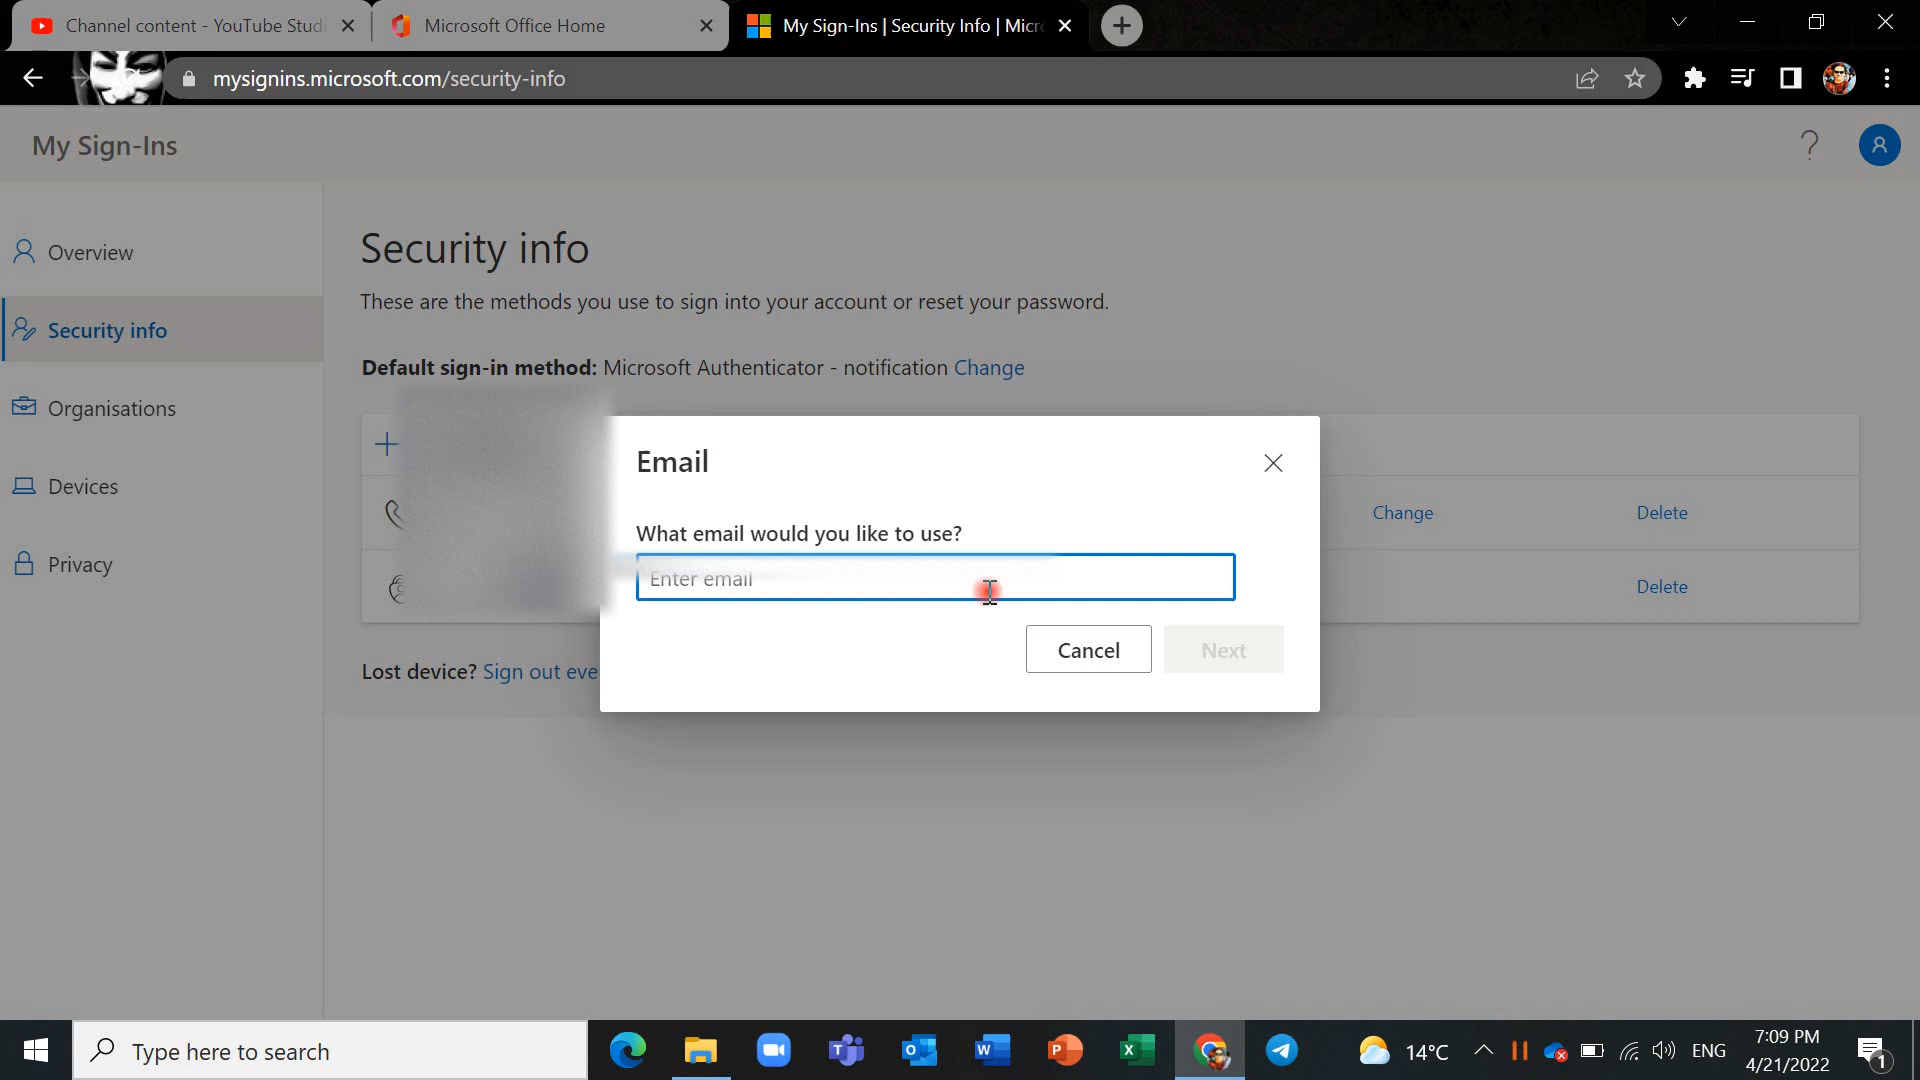 Channel content - YouTube Studi
Microsoft Office Home
My Sign-Ins | Security Info | Micr
mysignins.microsoft.com/security-info
My Sign-Ins
?
Overview
Security info
Organisations
Devices
Privacy
Security info
These are the methods you use to sign into your account or reset your password.
Default sign-in method: Microsoft Authenticator - notification Change
Change
Delete
Delete
Lost device? Sign out eve
Email
What email would you like to use?
Enter email
Cancel
Next
Type here to search
14°C
ENG
7:09 PM
4/21/2022
1